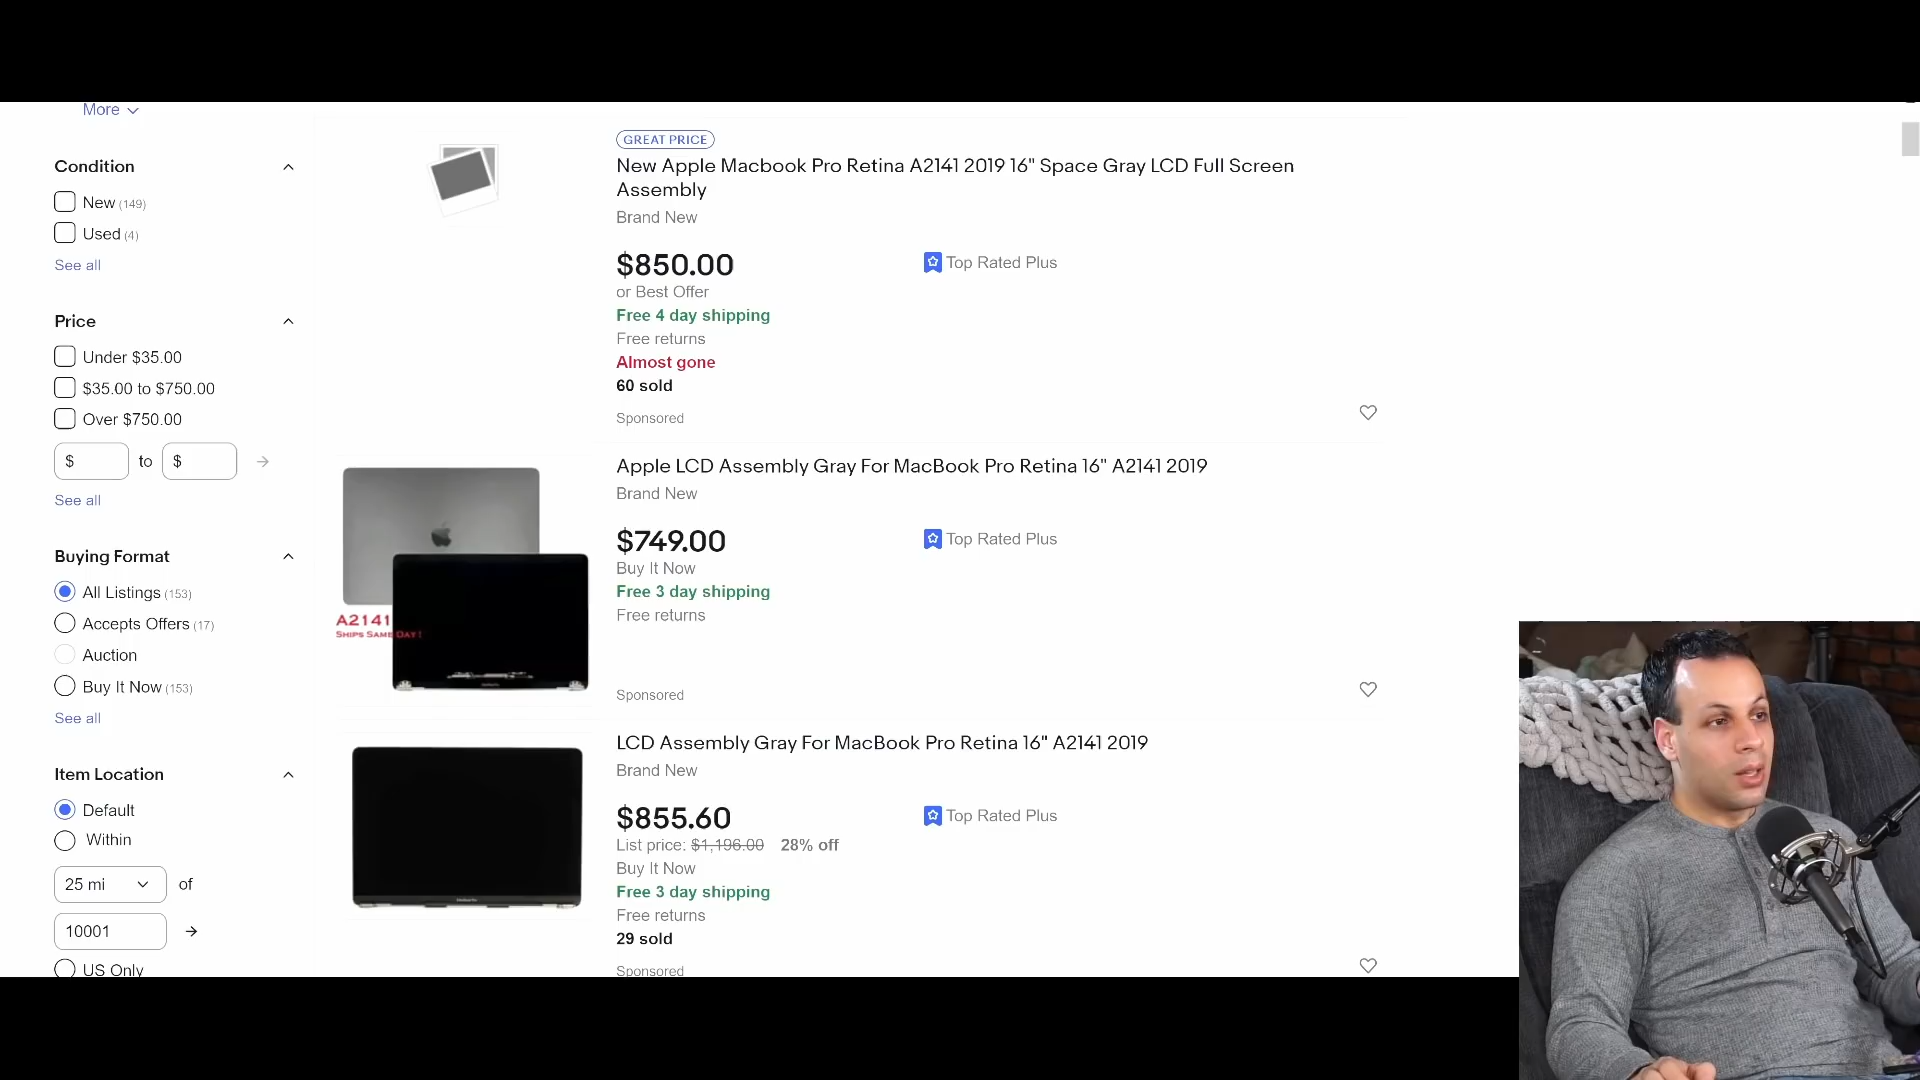 More
Condition
New (149)
Used (4)
See all
Price
Under $35.00
$35.00 to $750.00
Over $750.00
$ to $
See all
Buying Format
All Listings (153)
Accepts Offers (17)
Auction
Buy It Now (153)
See all
Item Location
Default
Within
25 mi of
10001
US Only
GREAT PRICE
New Apple Macbook Pro Retina A2141 2019 16" Space Gray LCD Full Screen
Assembly
Brand New
$850.00
Top Rated Plus
or Best Offer
Free 4 day shipping
Free returns
Almost gone
60 sold
Sponsored
A2141
SHIPS SAME DAY!
Apple LCD Assembly Gray For MacBook Pro Retina 16" A2141 2019
Brand New
$749.00
Top Rated Plus
Buy It Now
Free 3 day shipping
Free returns
Sponsored
LCD Assembly Gray For MacBook Pro Retina 16" A2141 2019
Brand New
$855.60
Top Rated Plus
List price: $1,196.00 28% off
Buy It Now
Free 3 day shipping
Free returns
29 sold
Sponsored